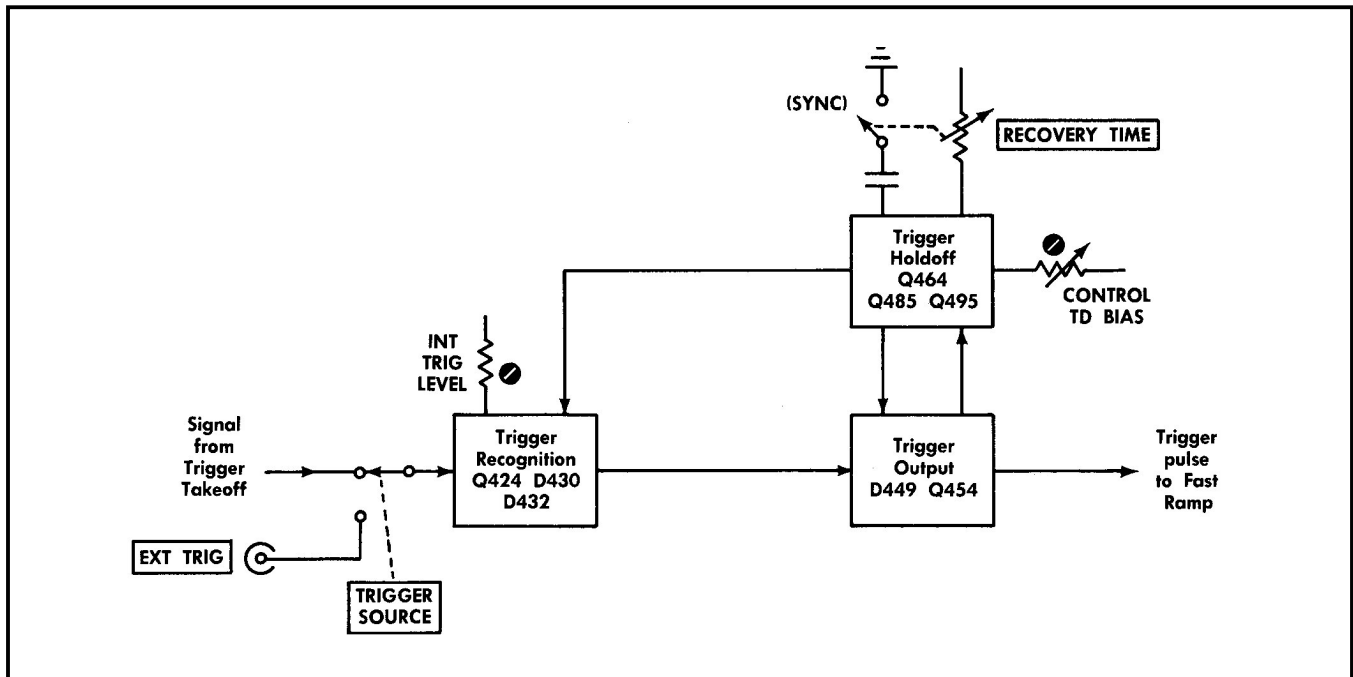 (SYNC)
RECOVERY TIME
Trigger
Holdoff
Q464
Q485 Q495
CONTROL
TD BIAS
INT
TRIG
LEVEL
Signal
from
Trigger
Takeoff
Trigger
Recognition
Q424 D430
D432
Trigger
Output
D449 Q454
Trigger
pulse
to Fast
Ramp
EXT TRIG
TRIGGER
SOURCE